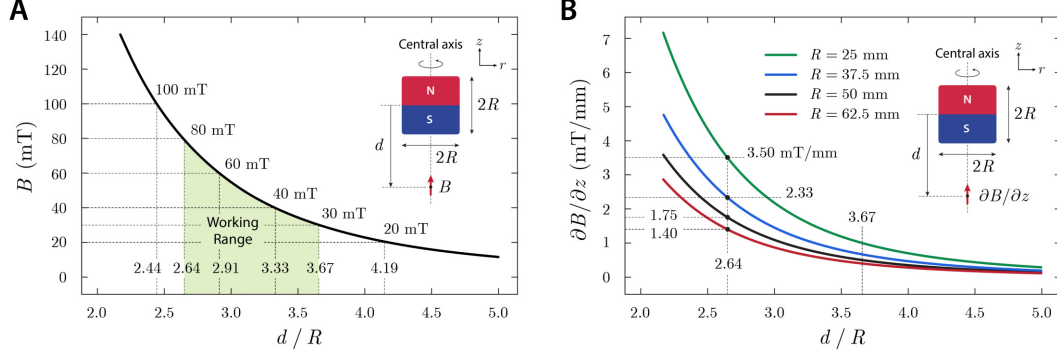 A
B (mT)
140
120
100
80
60
40
20
0
100 mT
80 mT
60 mT
40 mT
30 mT
20 mT
Working
Range
2.44
2.64
2.91
3.33
3.67
4.19
2.0
2.5
3.0
3.5
4.0
4.5
5.0
d / R
Central axis
z
r
N
S
2R
2R
d
B
B
∂B/∂z (mT/mm)
7
6
5
4
3
2
1
0
R = 25 mm
R = 37.5 mm
R = 50 mm
R = 62.5 mm
3.50 mT/mm
2.33
1.75
1.40
2.64
3.67
2.0
2.5
3.0
3.5
4.0
4.5
5.0
d / R
Central axis
z
r
N
S
2R
2R
d
∂B/∂z